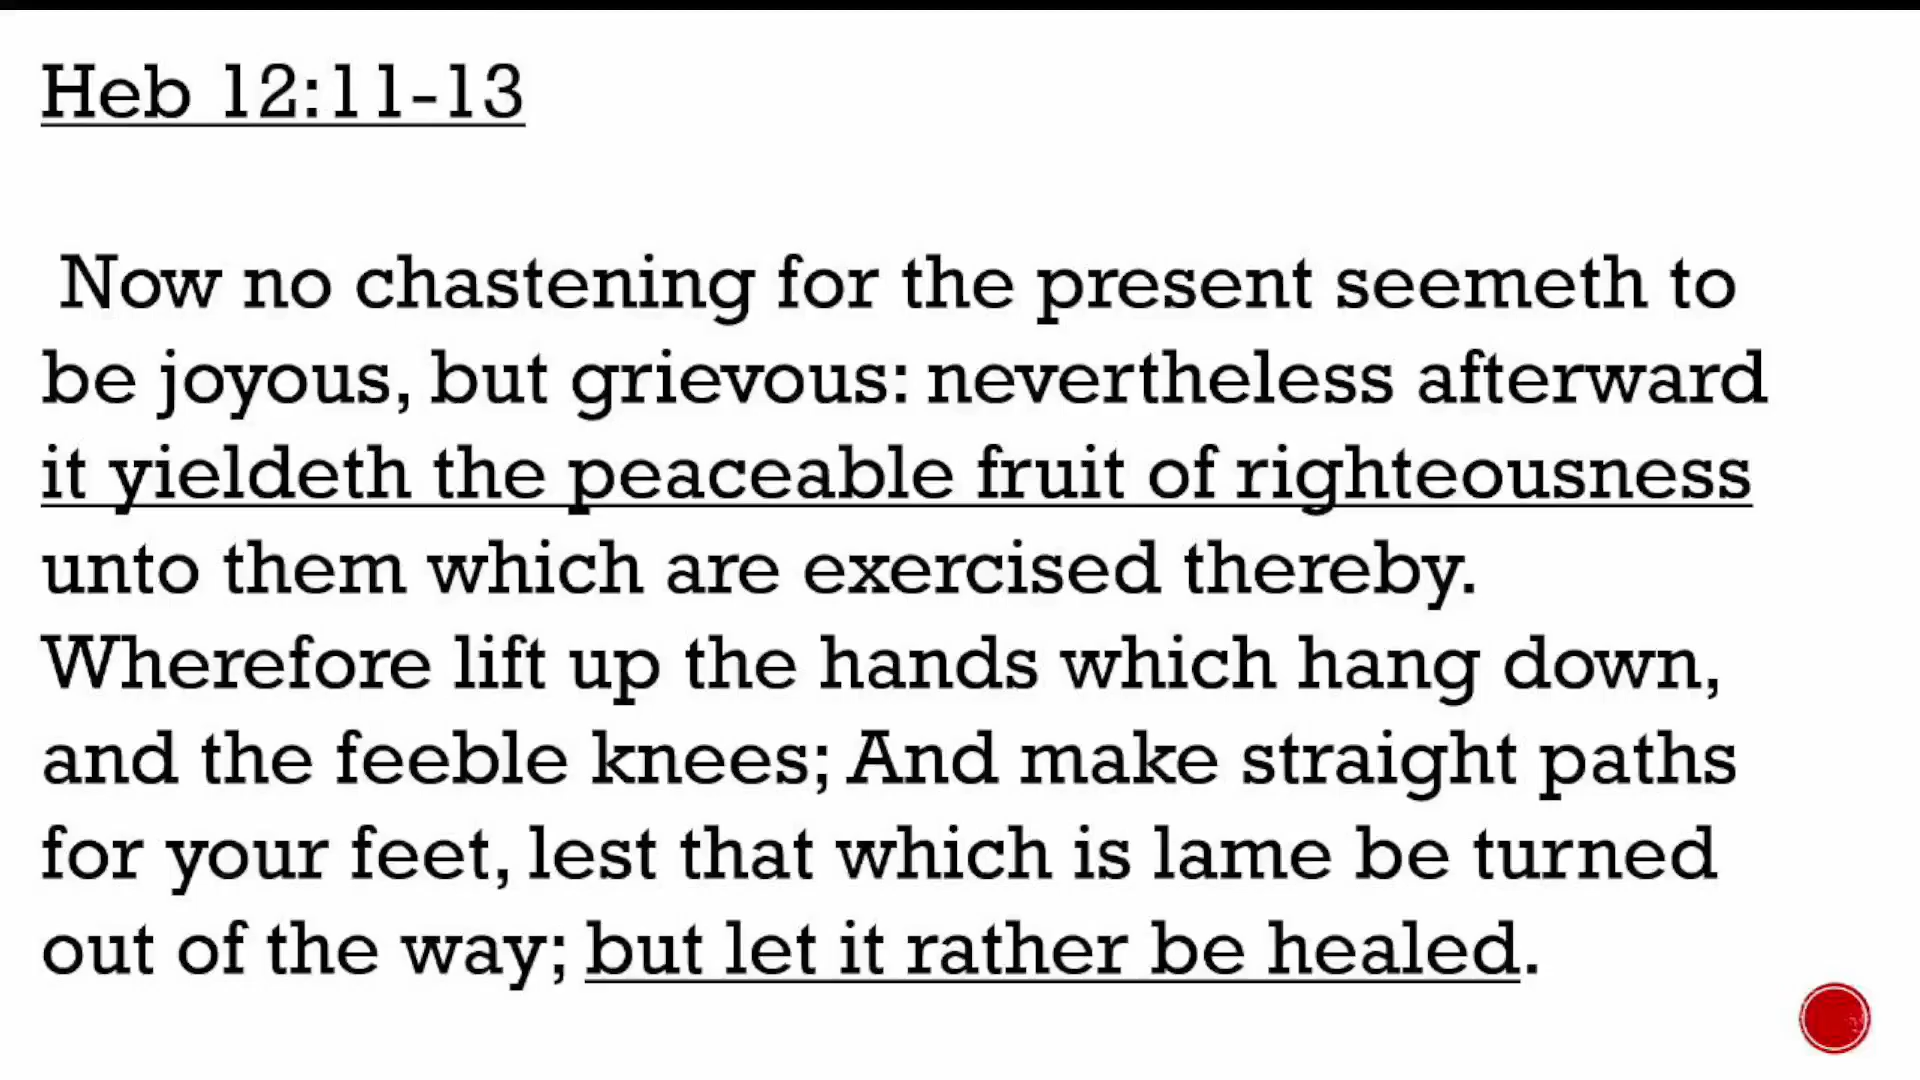 Heb 12:11-13
Now no chastening for the present seemeth to
be joyous, but grievous: nevertheless afterward
it yieldeth the peaceable fruit of righteousness
unto them which are exercised thereby.
Wherefore lift up the hands which hang down,
and the feeble knees; And make straight paths
for your feet, lest that which is lame be turned
out of the way; but let it rather be healed.